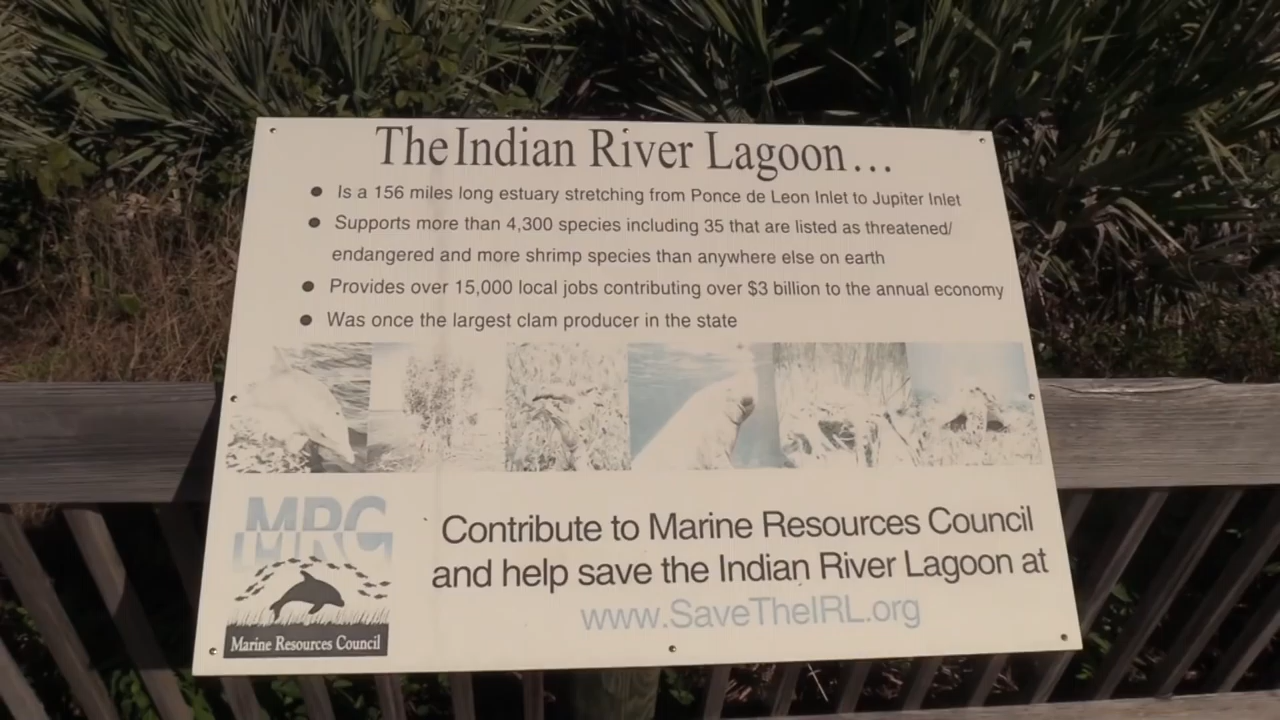 The Indian River Lagoon...
● Is a 156 miles long estuary stretching from Ponce de Leon Inlet to Jupiter Inlet
● Supports more than 4,300 species including 35 that are listed as threatened/
endangered and more shrimp species than anywhere else on earth
● Provides over 15,000 local jobs contributing over $3 billion to the annual economy
● Was once the largest clam producer in the state
MRC
Marine Resources Council
Contribute to Marine Resources Council
and help save the Indian River Lagoon at
www.SaveTheIRL.org